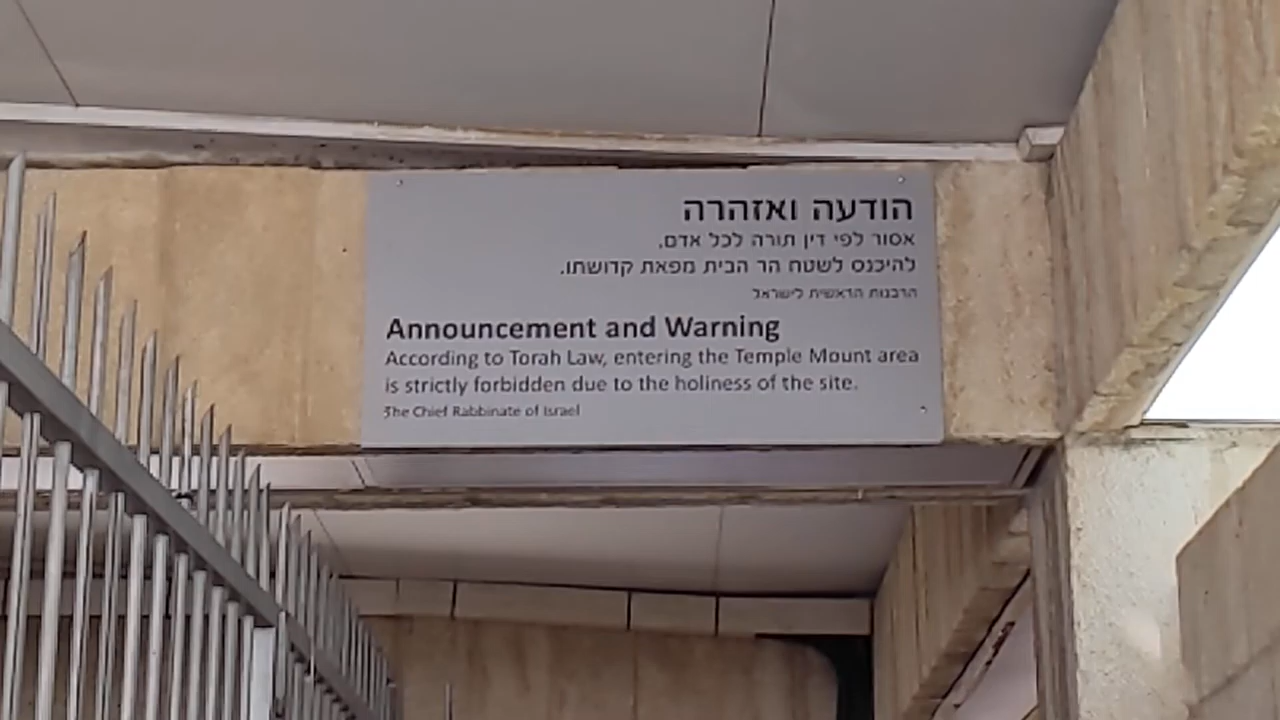 הודעה ואזהרה
אסור לפי דין תורה לכל אדם,
להיכנס לשטח הר הבית מפאת קדושתו.
הרבנות הראשית לישראל
Announcement and Warning
According to Torah Law, entering the Temple Mount area
is strictly forbidden due to the holiness of the site.
The Chief Rabbinate of Israel